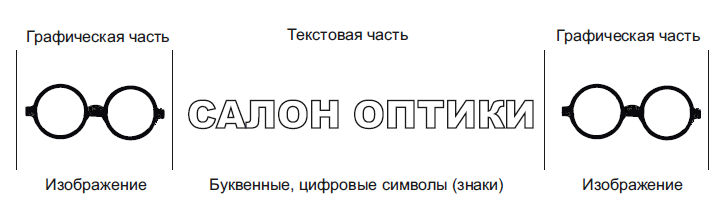 Графическая часть Текстовая часть Графическая часть
САЛОН ОПТИКИ
Изображение Буквенные, цифровые символы (знаки) Изображение